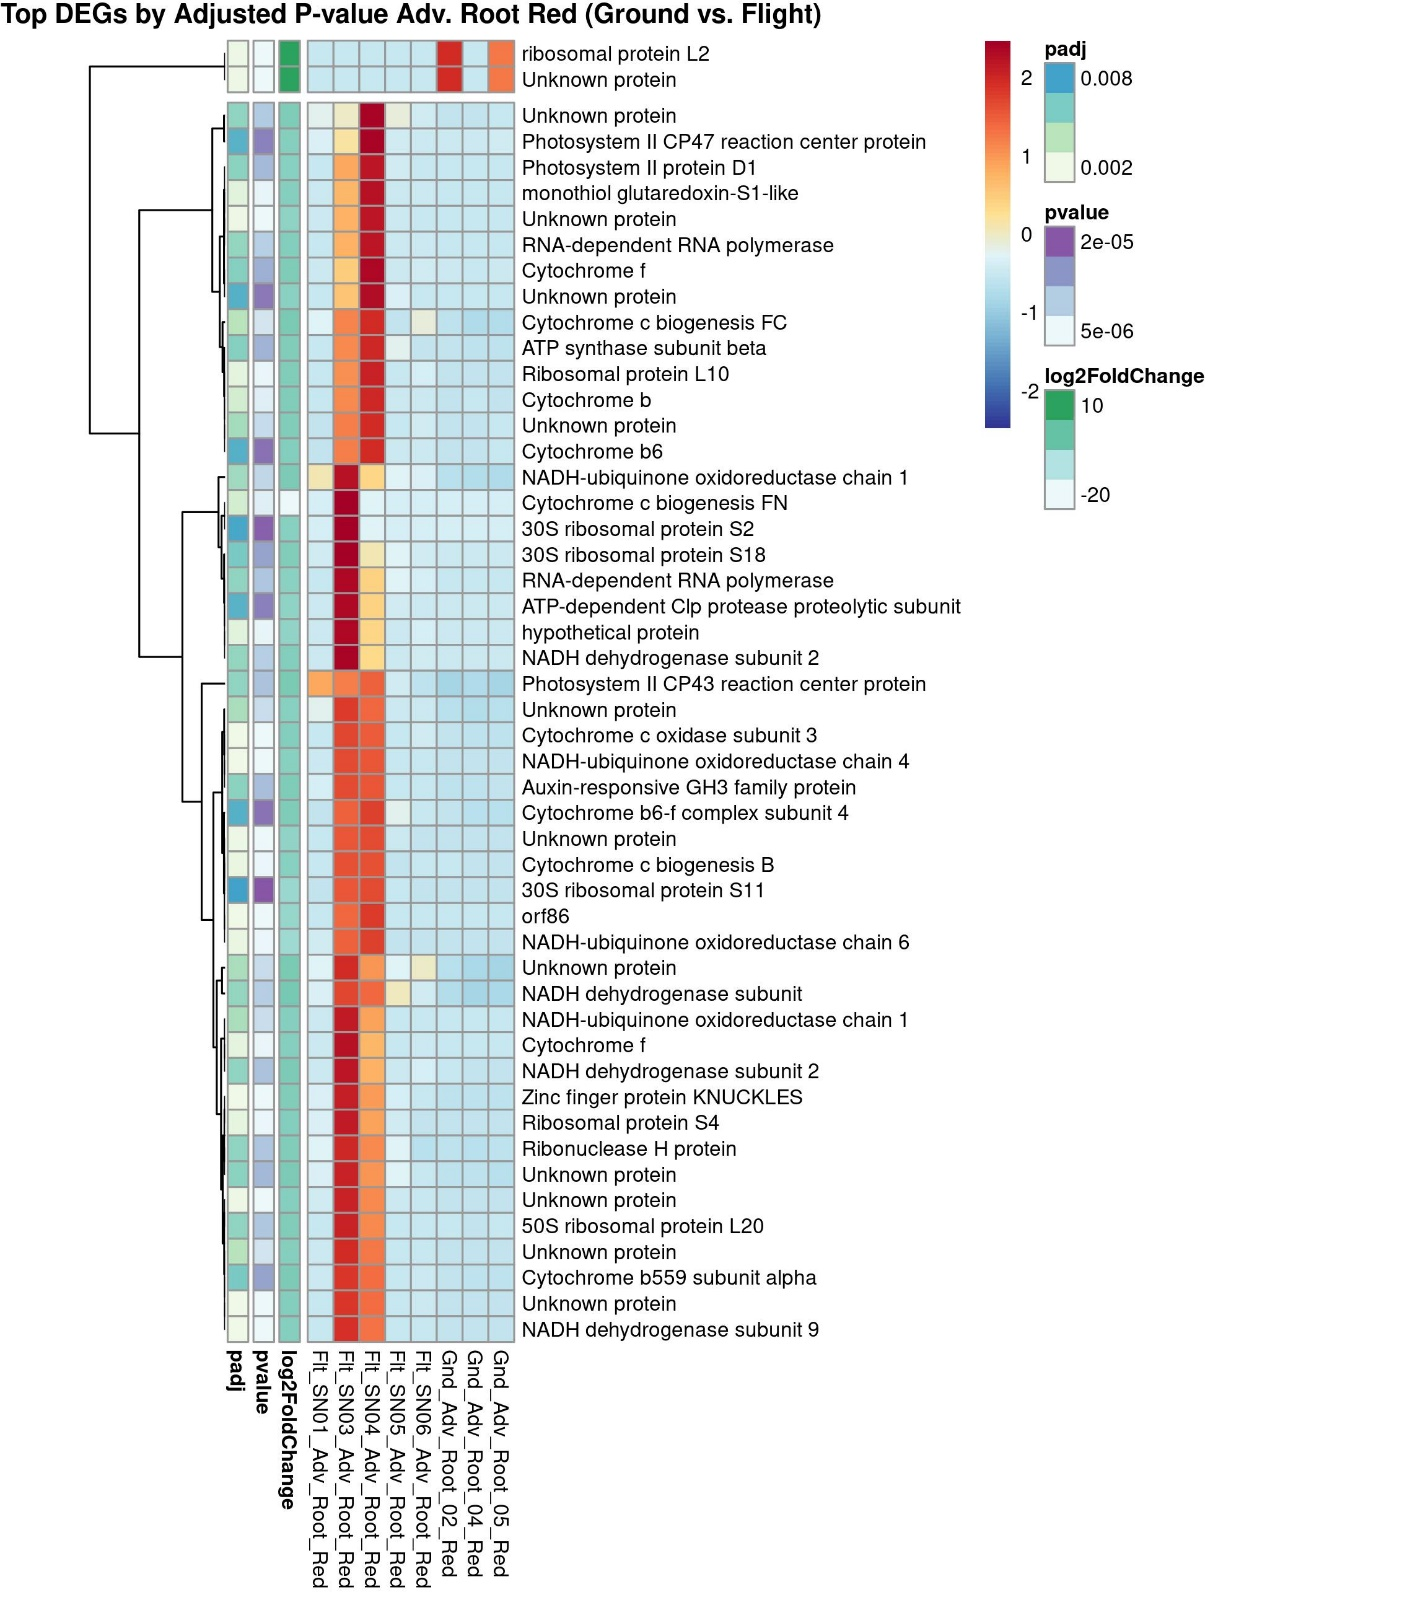 Top DEGs by Adjusted P-value Adv. Root Red (Ground vs. Flight)
ribosomal protein L2
Unknown protein
Unknown protein
Photosystem II CP47 reaction center protein
Photosystem II protein D1
monothiol glutaredoxin-S1-like
Unknown protein
RNA-dependent RNA polymerase
Cytochrome f
Unknown protein
Cytochrome c biogenesis FC
ATP synthase subunit beta
Ribosomal protein L10
Cytochrome b
Unknown protein
Cytochrome b6
NADH-ubiquinone oxidoreductase chain 1
Cytochrome c biogenesis FN
30S ribosomal protein S2
30S ribosomal protein S18
RNA-dependent RNA polymerase
ATP-dependent Clp protease proteolytic subunit
hypothetical protein
NADH dehydrogenase subunit 2
Photosystem II CP43 reaction center protein
Unknown protein
Cytochrome c oxidase subunit 3
NADH-ubiquinone oxidoreductase chain 4
Auxin-responsive GH3 family protein
Cytochrome b6-f complex subunit 4
Unknown protein
Cytochrome c biogenesis B
30S ribosomal protein S11
orf86
NADH-ubiquinone oxidoreductase chain 6
Unknown protein
NADH dehydrogenase subunit
NADH-ubiquinone oxidoreductase chain 1
Cytochrome f
NADH dehydrogenase subunit 2
Zinc finger protein KNUCKLES
Ribosomal protein S4
Ribonuclease H protein
Unknown protein
Unknown protein
50S ribosomal protein L20
Unknown protein
Cytochrome b559 subunit alpha
Unknown protein
NADH dehydrogenase subunit 9
2
1
0
-1
-2
padj
0.008
0.002
pvalue
2e-05
5e-06
log2FoldChange
10
-20
padj
pvalue
log2FoldChange
Flt_SN01_Adv_Root_Red
Flt_SN03_Adv_Root_Red
Flt_SN04_Adv_Root_Red
Flt_SN05_Adv_Root_Red
Flt_SN06_Adv_Root_Red
Gnd_Adv_Root_02_Red
Gnd_Adv_Root_04_Red
Gnd_Adv_Root_05_Red